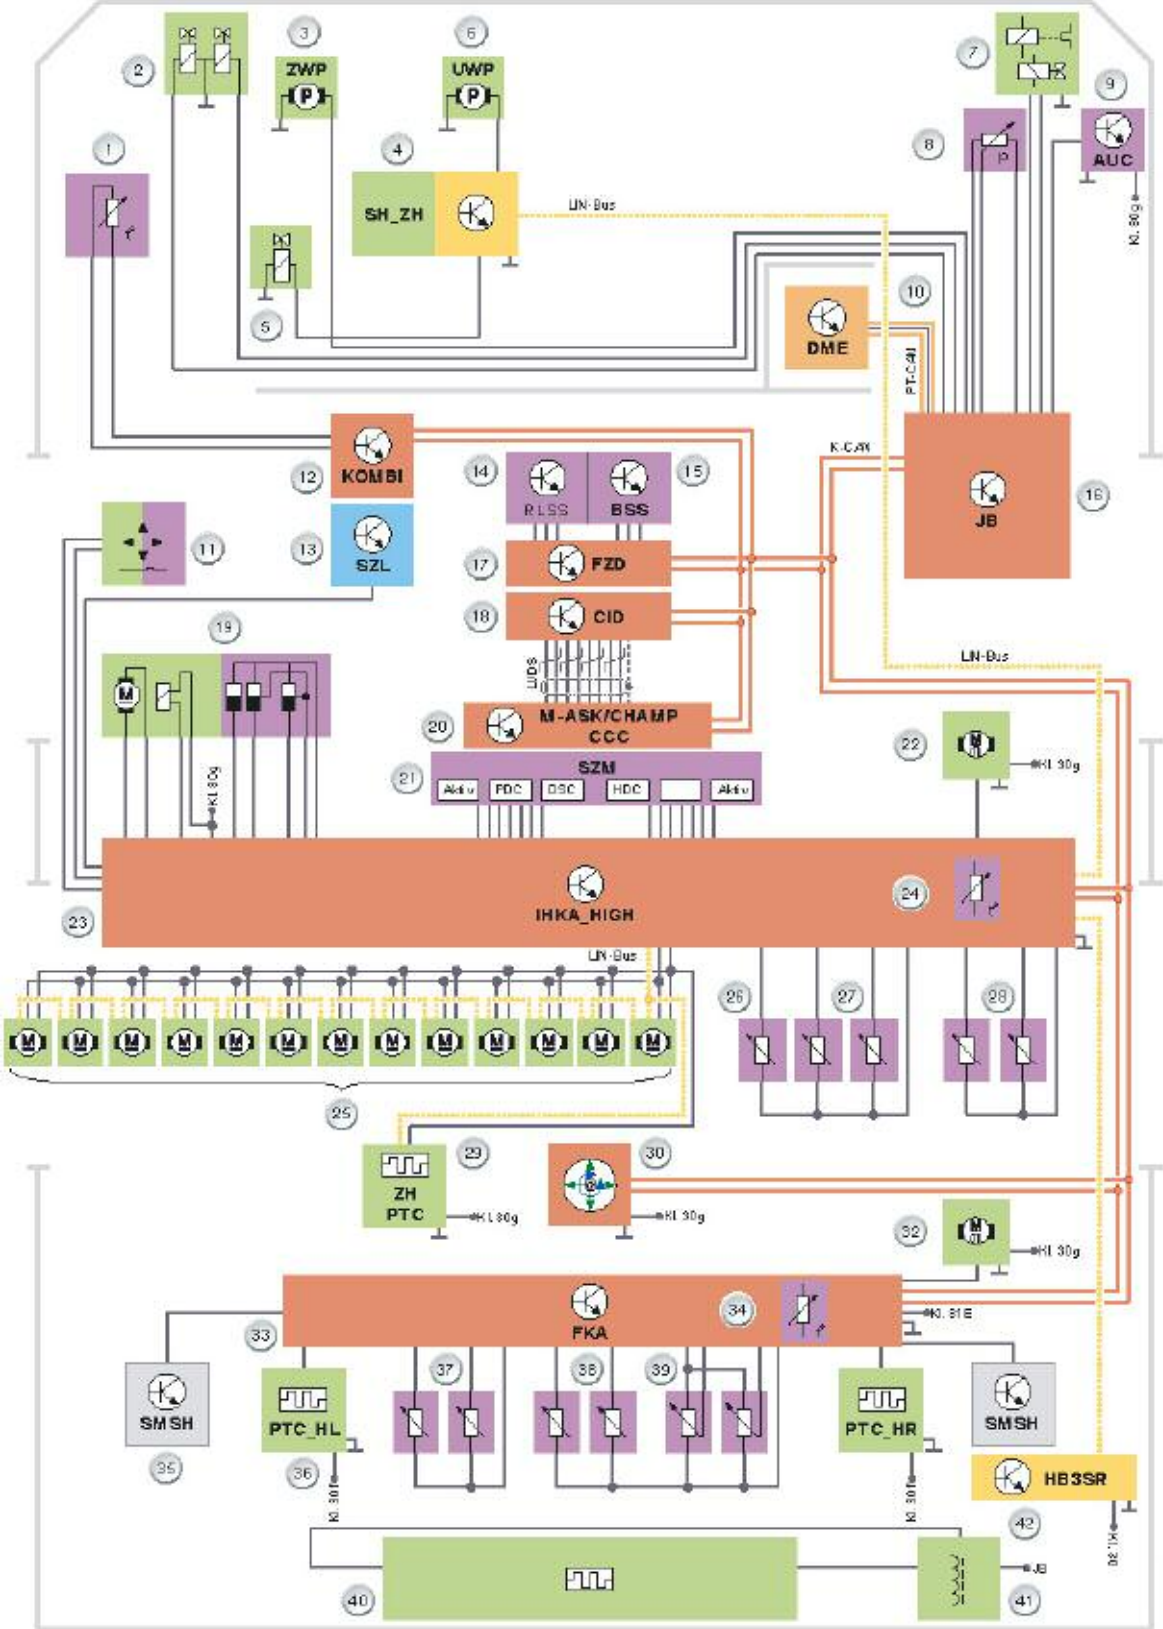 3
6
2
ZWP
UWP
7
P
P
9
1
4
8
P
AUC
SH_ZH
LIN-Bus
t°
Kl. 30g
5
10
DME
PT-CAN
14
15
K-CAN
12
KOMBI
RLSS
BSS
16
JB
11
13
SZL
17
FZD
18
CID
19
LVDS
LIN-Bus
M
20
M-ASK/CHAMP
CCC
22
M
Kl. 30g
SZM
21
Aktiv
PDC
DSC
HDC
Aktiv
Kl. 30g
IHKA_HIGH
24
t°
23
LIN-Bus
26
27
28
M M M M M M M M M M M M M
25
29
30
ZH
PTC
Kl. 30g
Kl. 30g
32
M
Kl. 30g
FKA
34
t°
Kl. 31E
33
37
38
39
SMSH
PTC_HL
PTC_HR
SMSH
35
36
HB3SR
Kl. 30f
Kl. 30f
42
Kl. 30
JB
40
41